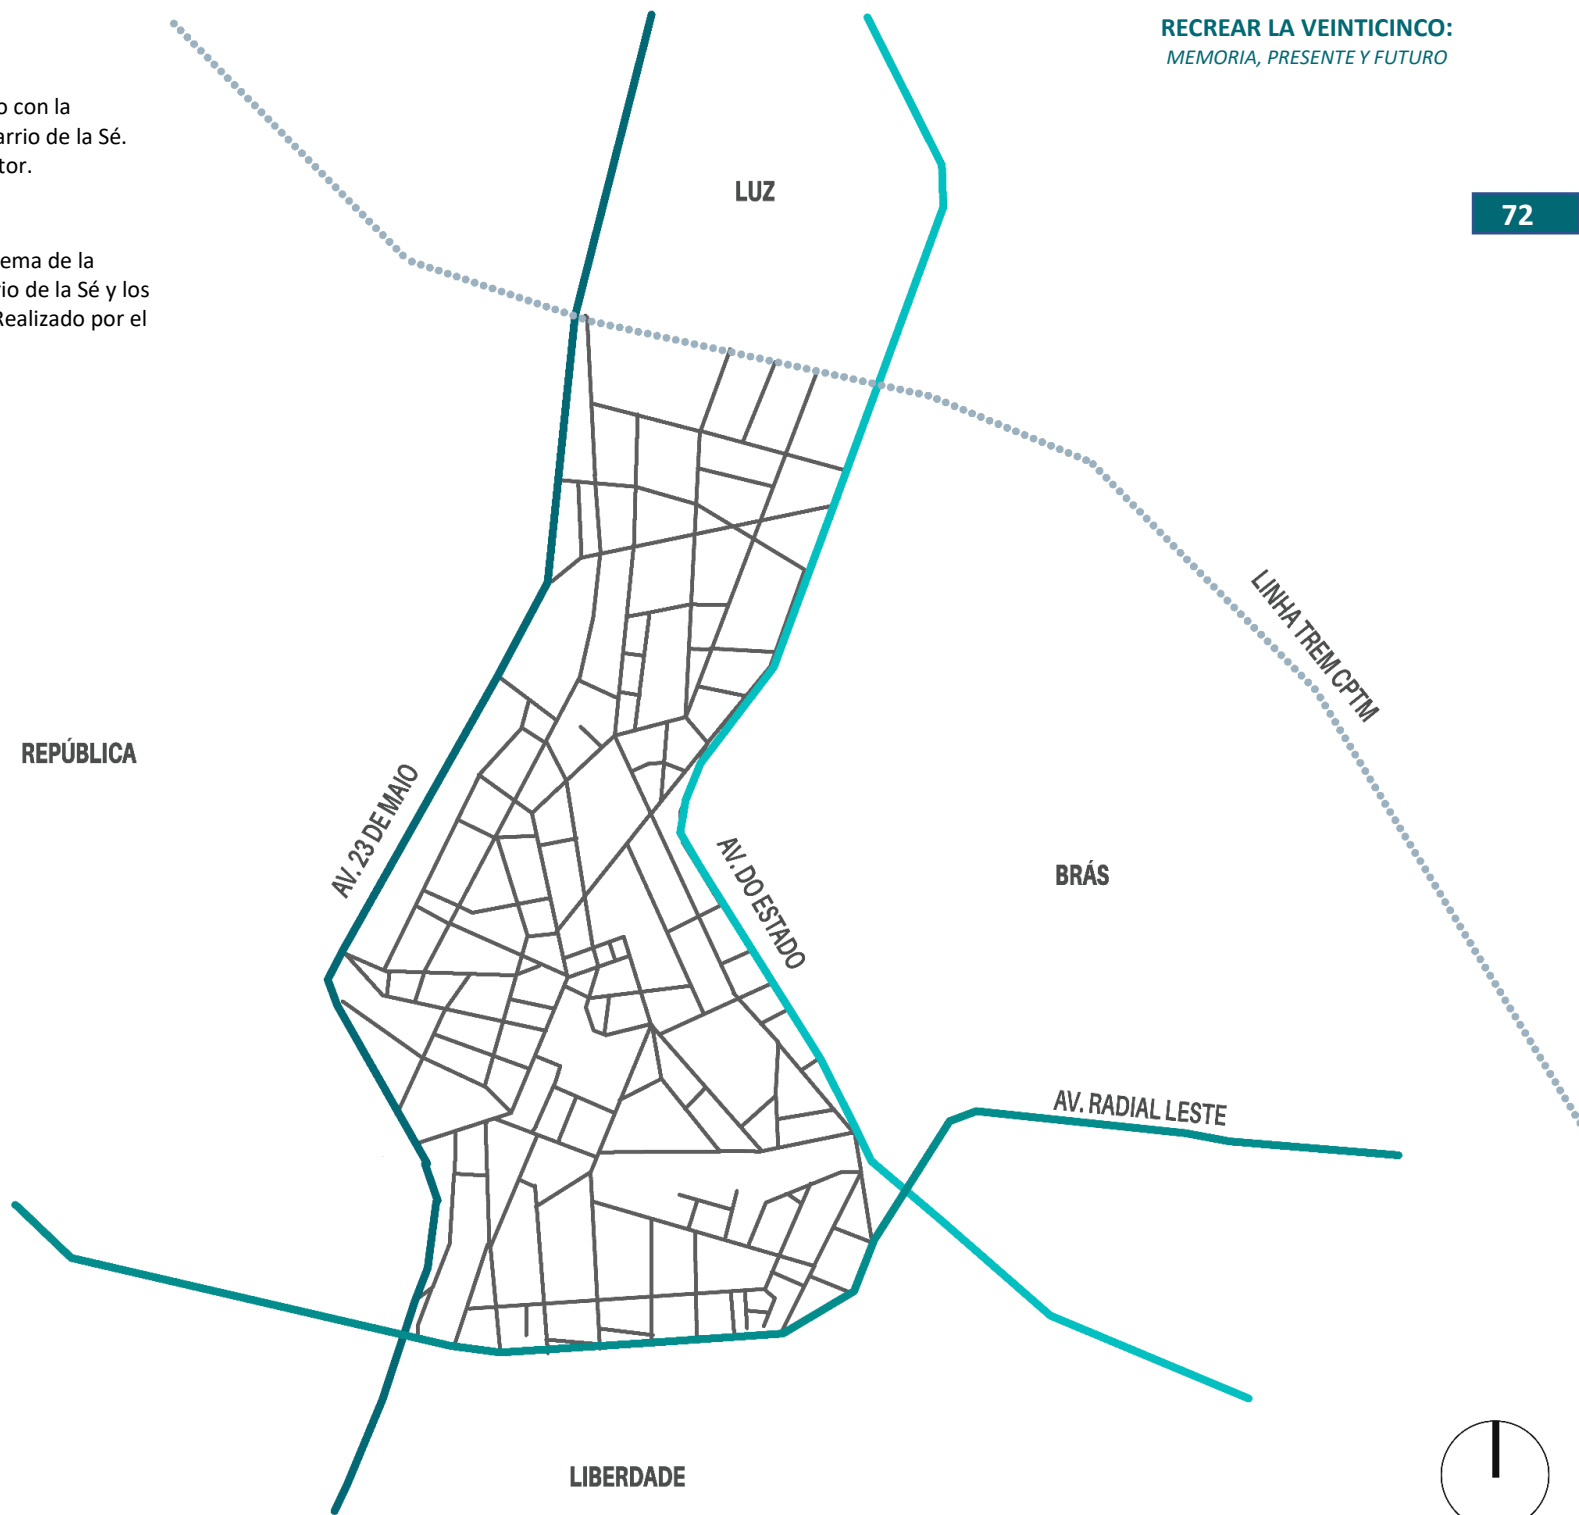 RECREAR LA VEINTICINCO:
MEMORIA, PRESENTE Y FUTURO
o con la
arrio de la Sé.
tor.
72
ema de la
rio de la Sé y los
Realizado por el
LUZ
LINHA TREM CPTM
REPÚBLICA
AV. 23 DE MAIO
AV. DO ESTADO
BRÁS
AV. RADIAL LESTE
LIBERDADE